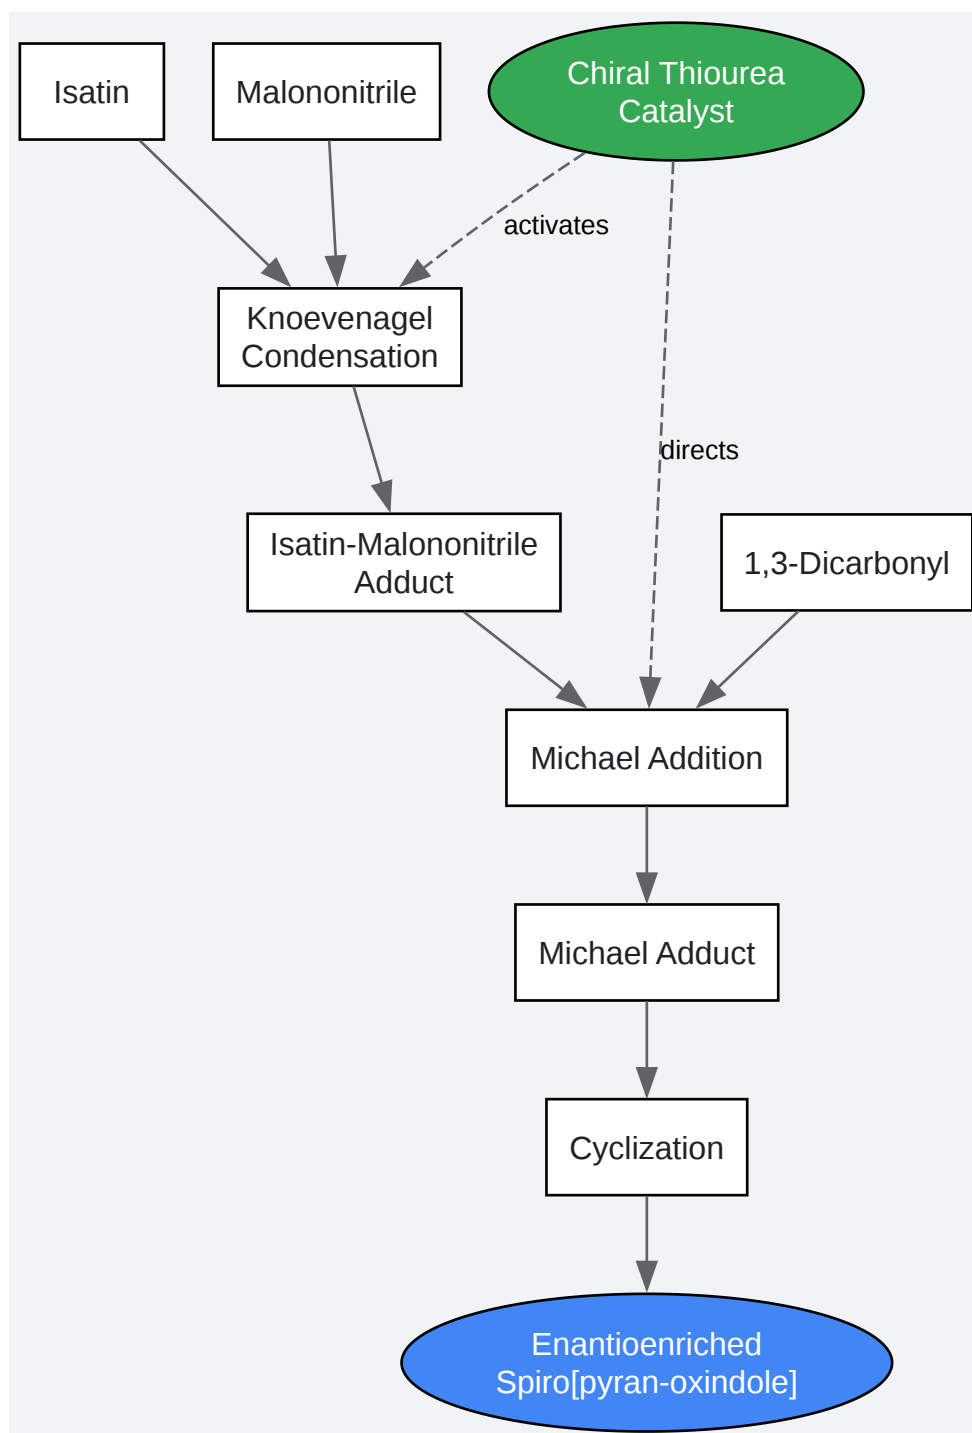 Isatin
Malononitrile
Chiral Thiourea
Catalyst
activates
Knoevenagel
Condensation
directs
Isatin-Malononitrile
Adduct
1,3-Dicarbonyl
Michael Addition
Michael Adduct
Cyclization
Enantioenriched
Spiro[pyran-oxindole]